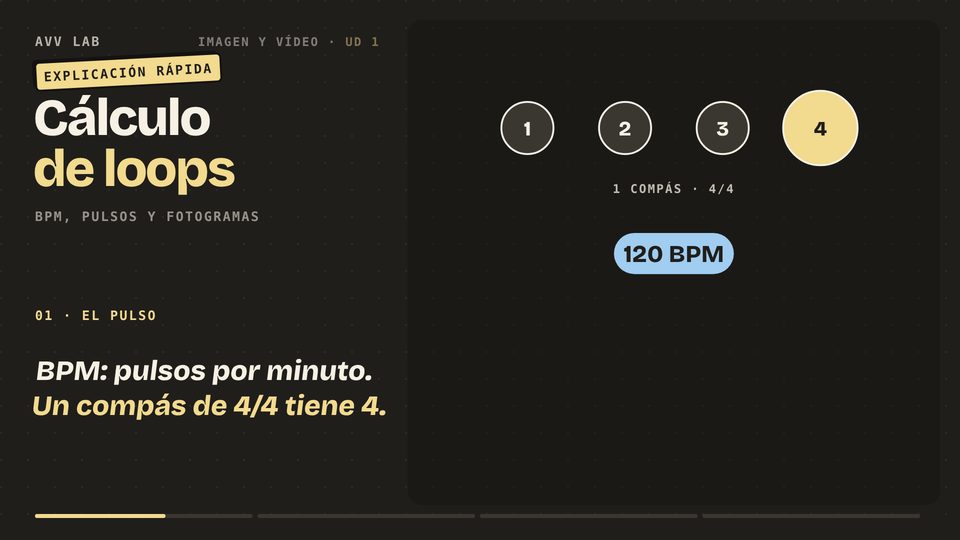 AVV LAB
IMAGEN Y VÍDEO · UD 1
EXPLICACIÓN RÁPIDA
Cálculo
de loops
BPM, PULSOS Y FOTOGRAMAS
01 · EL PULSO
BPM: pulsos por minuto.
Un compás de 4/4 tiene 4.
1 2 3 4
1 COMPÁS · 4/4
120 BPM